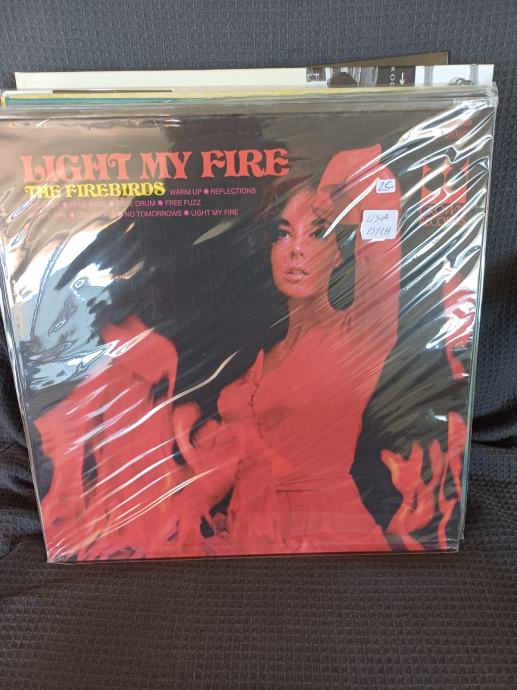 LIGHT MY FIRE
THE FIREBIRDS WARM UP ● REFLECTIONS
FREE BASS ● FREE DRUM ● FREE FUZZ
● DELUSIONS ● NO TOMORROWS ● LIGHT MY FIRE
25-
USA
PSYCH